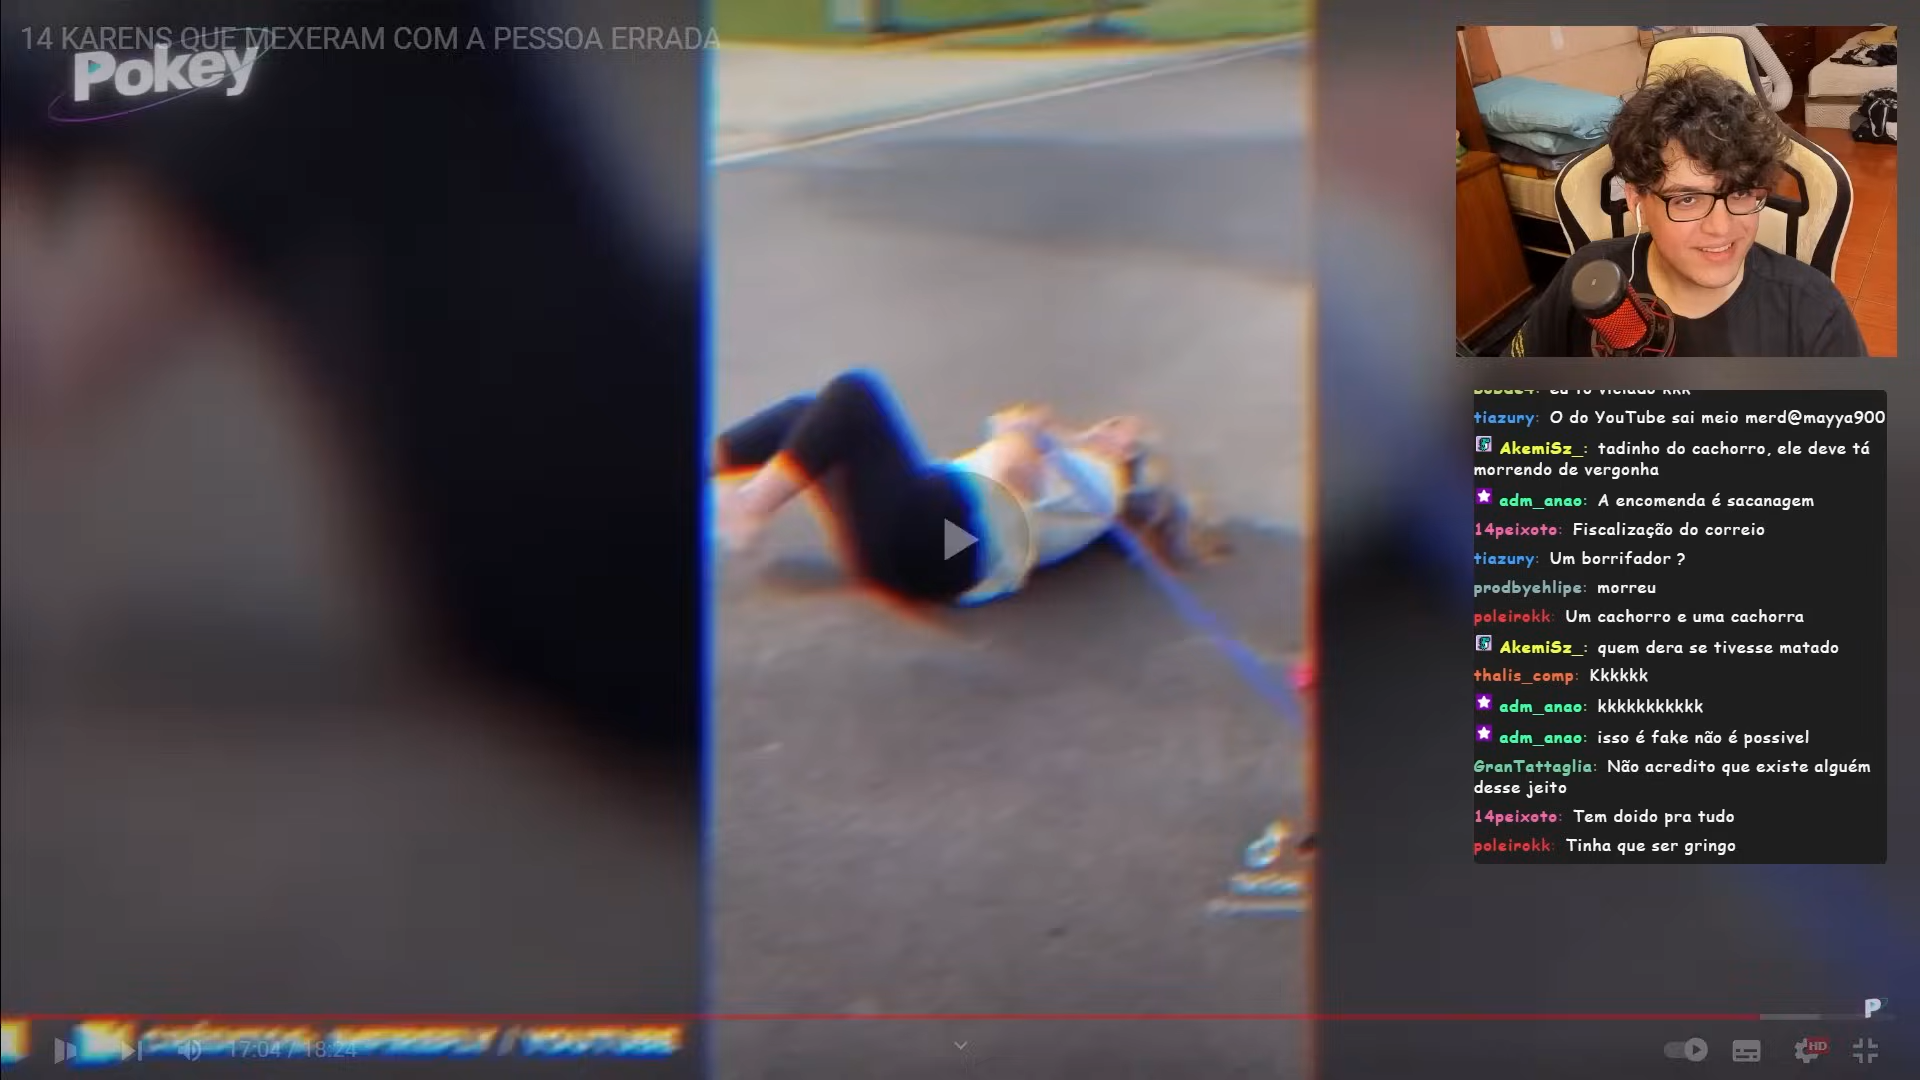 14 KARENS QUE MEXERAM COM A PESSOA ERRADA
Pokey
tiazury: O do YouTube sai meio merd@mayya900
AkemiSz_: tadinho do cachorro, ele deve tá
morrendo de vergonha
adm_anao: A encomenda é sacanagem
14peixoto: Fiscalização do correio
tiazury: Um borrifador ?
prodbyehlipe: morreu
poleirokk: Um cachorro e uma cachorra
AkemiSz_: quem dera se tivesse matado
thalis_comp: Kkkkkk
adm_anao: kkkkkkkkkkk
adm_anao: isso é fake não é possivel
GranTattaglia: Não acredito que existe alguém
desse jeito
14peixoto: Tem doido pra tudo
poleirokk: Tinha que ser gringo
P
/ YOUTUBE
17:04 / 18:24
HD